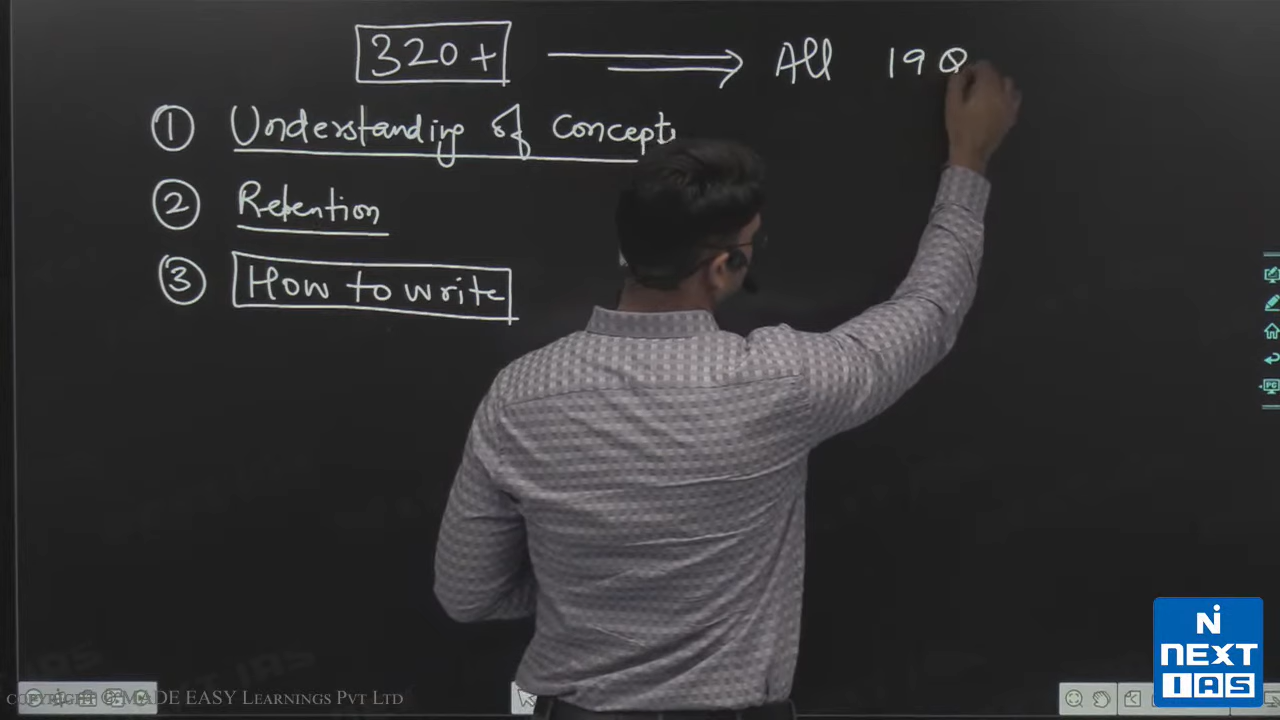 320+ ⟹ All 19 Q
① Understanding of Concepts
② Retention
③ How to write
NEXT
IAS
COPYRIGHT © MADE EASY LEARNINGS PVT LTD